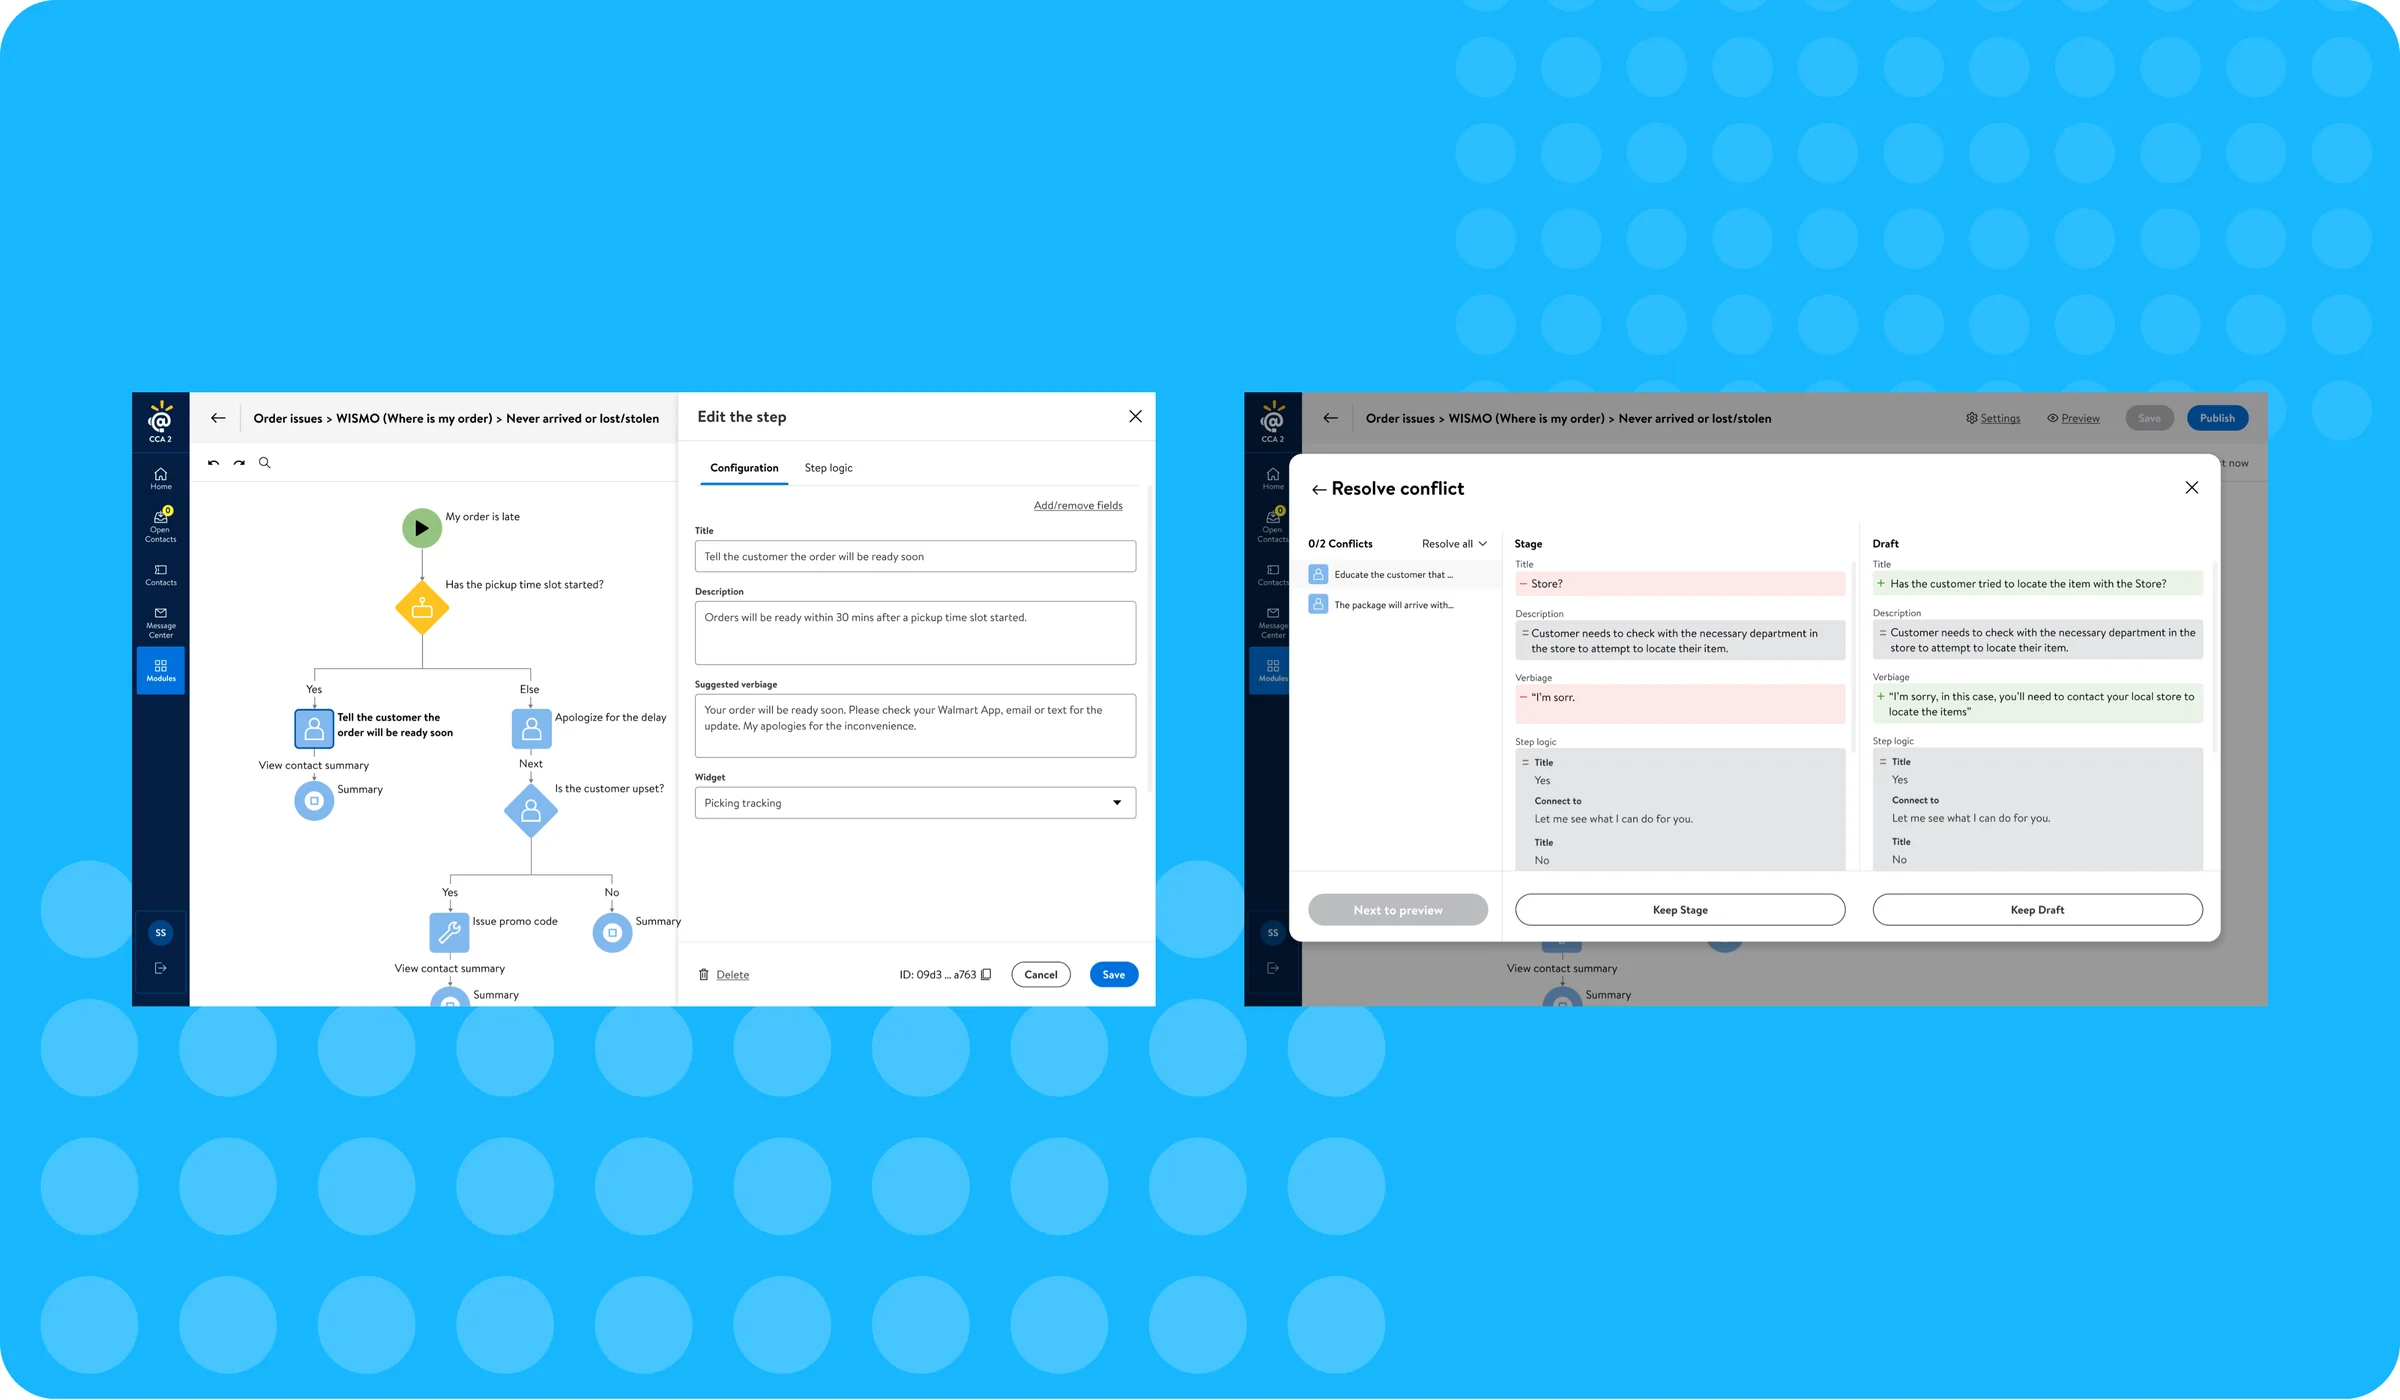 CCA 2
Home
0
Open
Contacts
Contacts
Message
Center
Modules
SS
Order issues > WISMO (Where is my order) > Never arrived or lost/stolen
My order is late
Has the pickup time slot started?
Yes
Else
Tell the customer the
order will be ready soon
Apologize for the delay
View contact summary
Next
Summary
Is the customer upset?
Yes
No
Issue promo code
Summary
View contact summary
Summary
Edit the step
Configuration
Step logic
Add/remove fields
Title
Tell the customer the order will be ready soon
Description
Orders will be ready within 30 mins after a pickup time slot started.
Suggested verbiage
Your order will be ready soon. Please check your Walmart App, email or text for the
update. My apologies for the inconvenience.
Widget
Picking tracking
Delete
ID: 09d3 ... a763
Cancel
Save
CCA 2
Home
0
Open
Contacts
Contacts
Message
Center
Modules
SS
Order issues > WISMO (Where is my order) > Never arrived or lost/stolen
Settings
Preview
Save
Publish
t now
Resolve conflict
0/2 Conflicts
Resolve all
Educate the customer that ...
The package will arrive with...
Next to preview
Stage
Title
− Store?
Description
= Customer needs to check with the necessary department in
the store to attempt to locate their item.
Verbiage
− “I’m sorr.
Step logic
= Title
Yes
Connect to
Let me see what I can do for you.
Title
No
Keep Stage
Draft
Title
+ Has the customer tried to locate the item with the Store?
Description
= Customer needs to check with the necessary department in the
store to attempt to locate their item.
Verbiage
+ “I’m sorry, in this case, you’ll need to contact your local store to
locate the items”
Step logic
= Title
Yes
Connect to
Let me see what I can do for you.
Title
No
Keep Draft
View contact summary
Summary